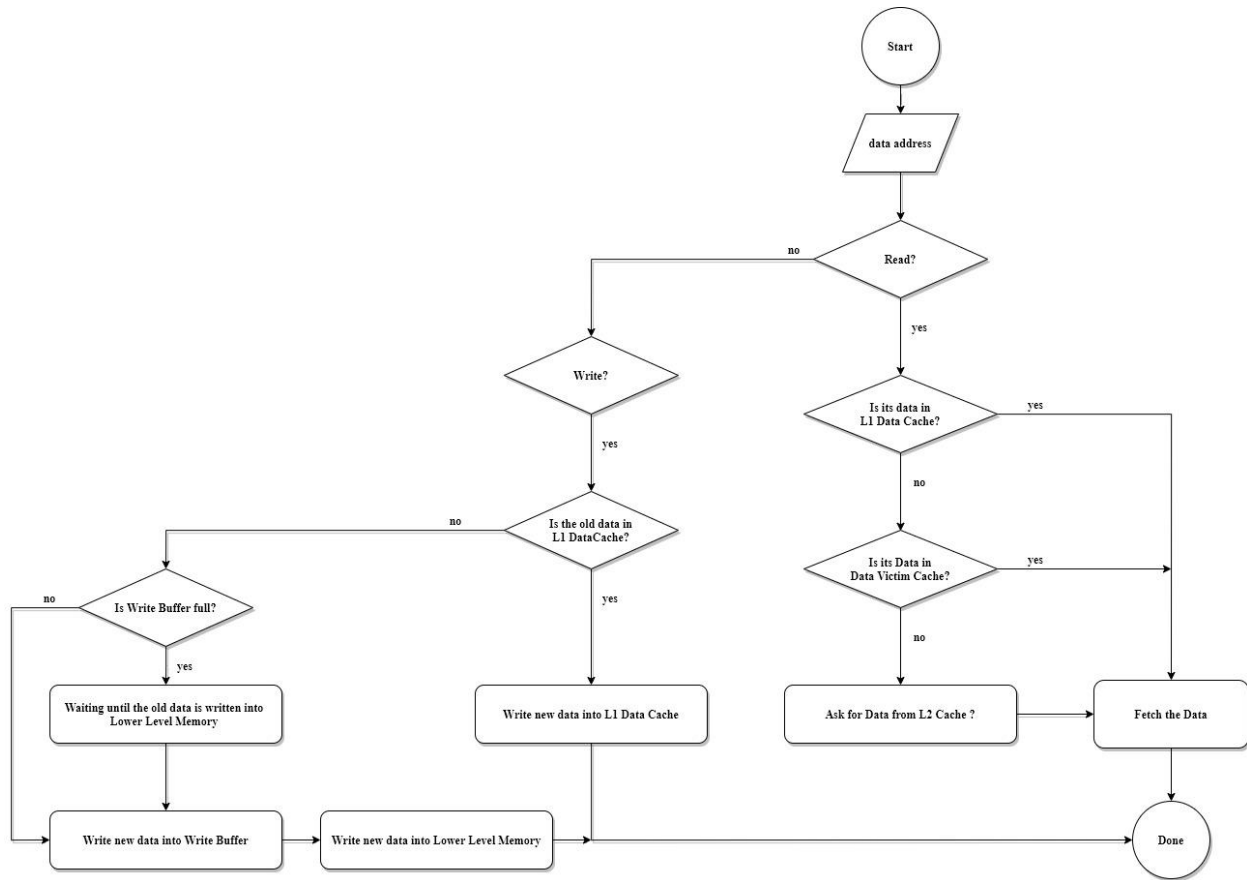 Start
data address
Read?
no
yes
Write?
yes
Is its data in
L1 Data Cache?
yes
no
Is the old data in
L1 DataCache?
no
yes
Is its Data in
Data Victim Cache?
yes
no
Is Write Buffer full?
no
yes
Waiting until the old data is written into
Lower Level Memory
Write new data into L1 Data Cache
Ask for Data from L2 Cache ?
Fetch the Data
Write new data into Write Buffer
Write new data into Lower Level Memory
Done